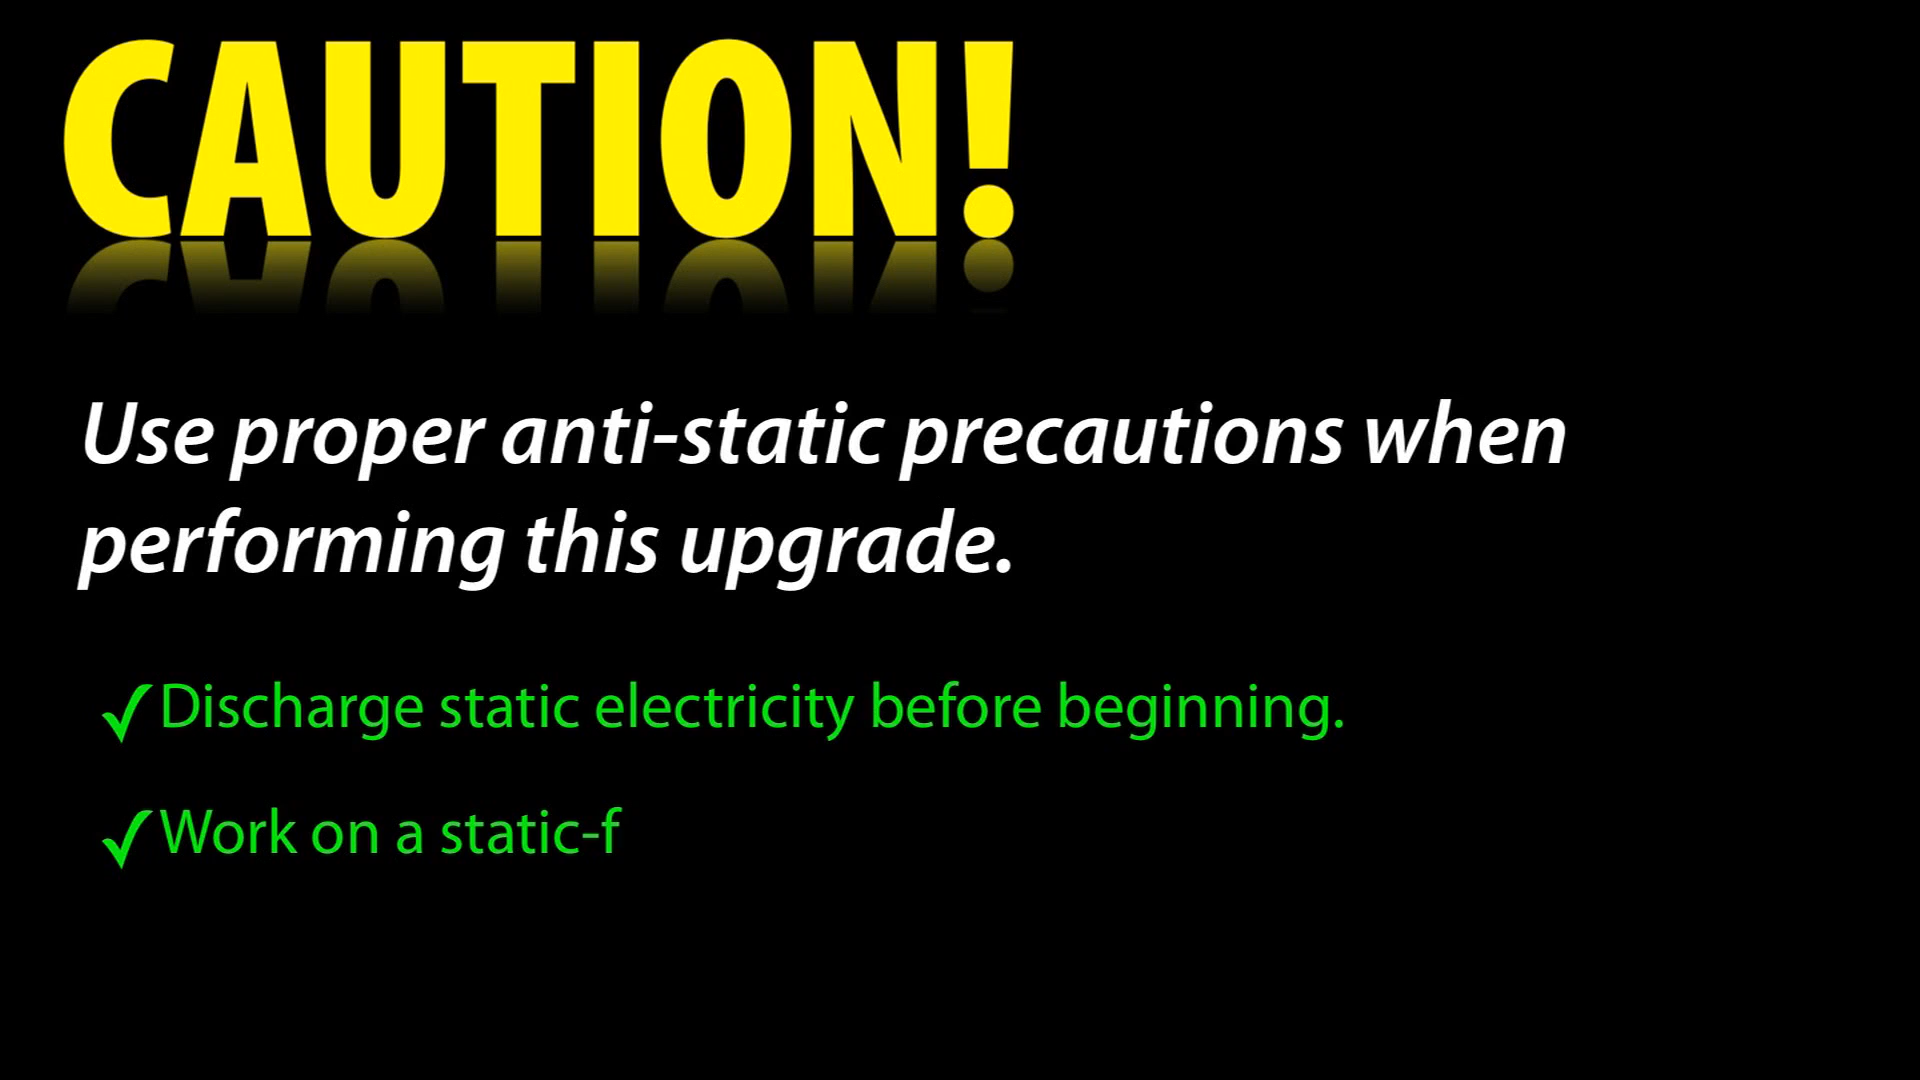 CAUTION!
Use proper anti-static precautions when
performing this upgrade.
✓Discharge static electricity before beginning.
✓Work on a static-f